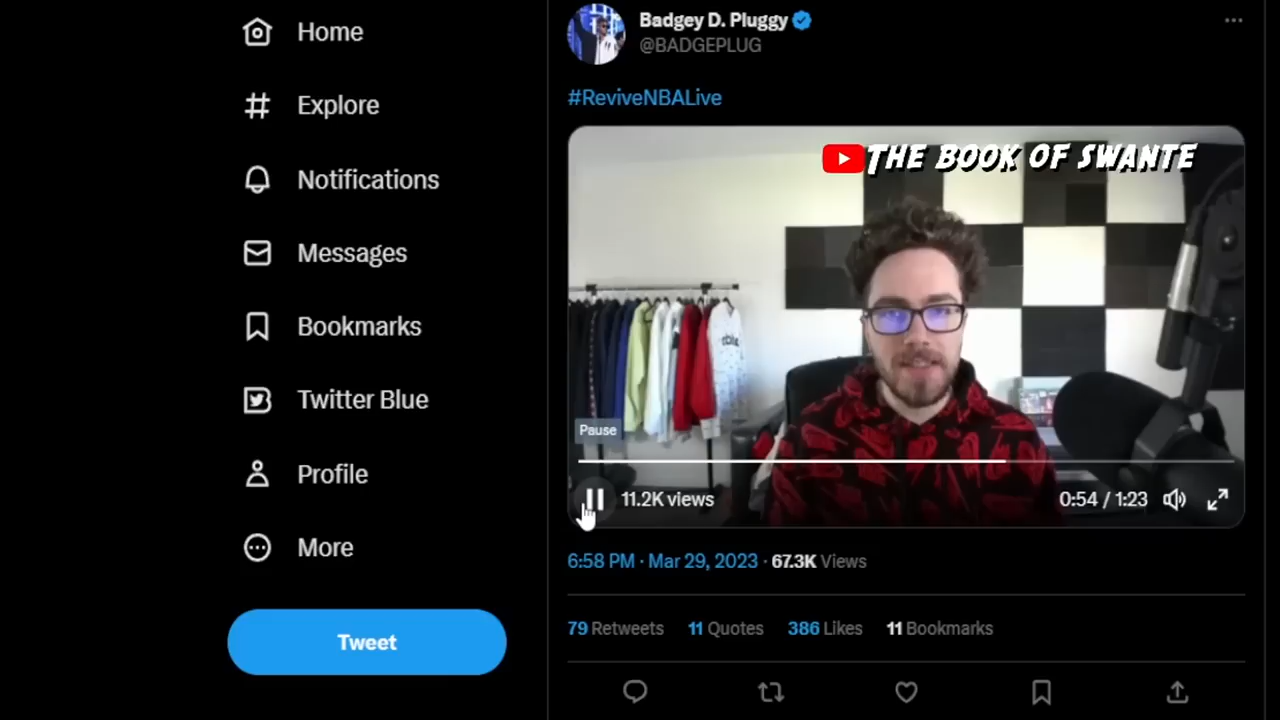 Home
Explore
Notifications
Messages
Bookmarks
Twitter Blue
Profile
More
Tweet
Badgey D. Pluggy
@BADGEPLUG
#ReviveNBALive
THE BOOK OF SWANTE
Pause
11.2K views
0:54 / 1:23
6:58 PM · Mar 29, 2023 · 67.3K Views
79 Retweets 11 Quotes 386 Likes 11 Bookmarks